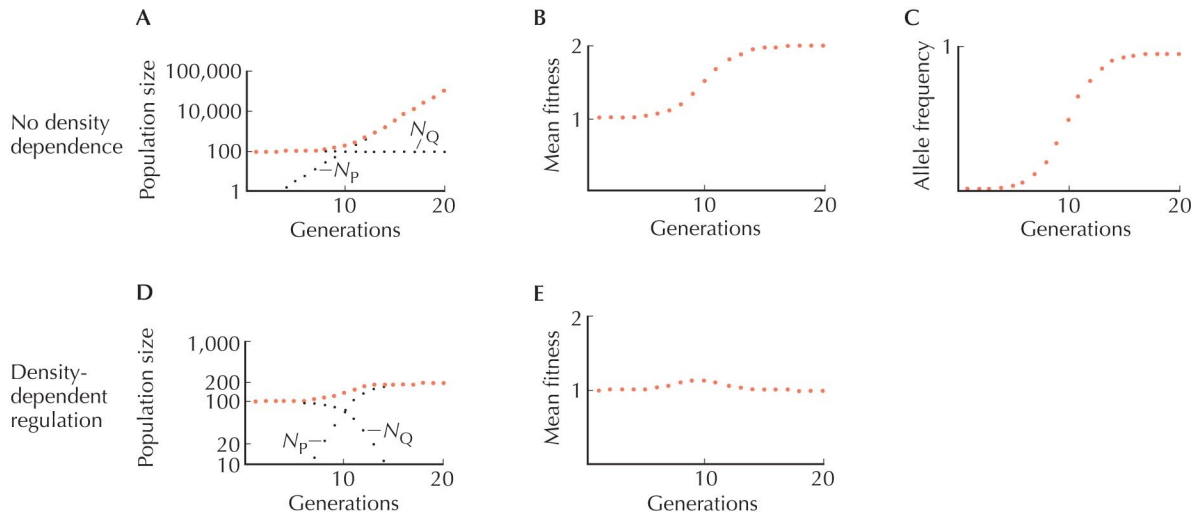 A
Population size
100,000
10,000
100
1
N_Q
N_P
10
20
Generations
B
Mean fitness
2
1
10
20
Generations
C
Allele frequency
1
10
20
Generations
No density
dependence
D
Population size
1,000
200
100
20
10
N_P
N_Q
10
20
Generations
E
Mean fitness
2
1
10
20
Generations
Density-
dependent
regulation